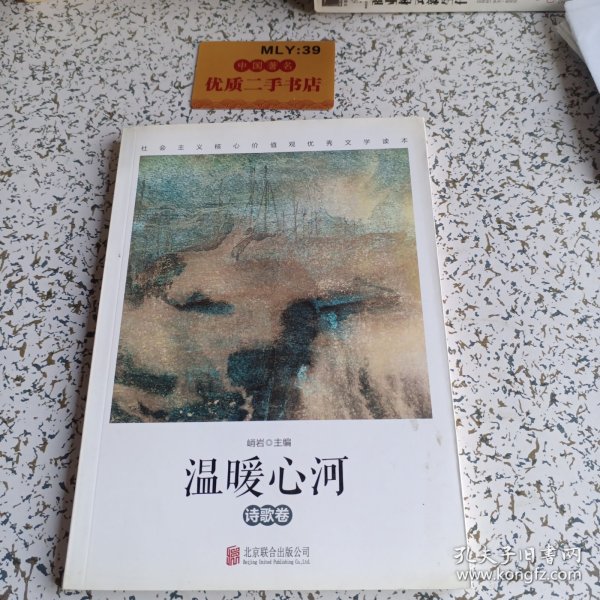 MLY:39
中国著名
优质二手书店
社会主义核心价值观优秀文学读本
峭岩◎主编
温暖心河
诗歌卷
北京联合出版公司
Beijing United Publishing Co.,Ltd.
孔夫子旧书网
www.kongfz.com